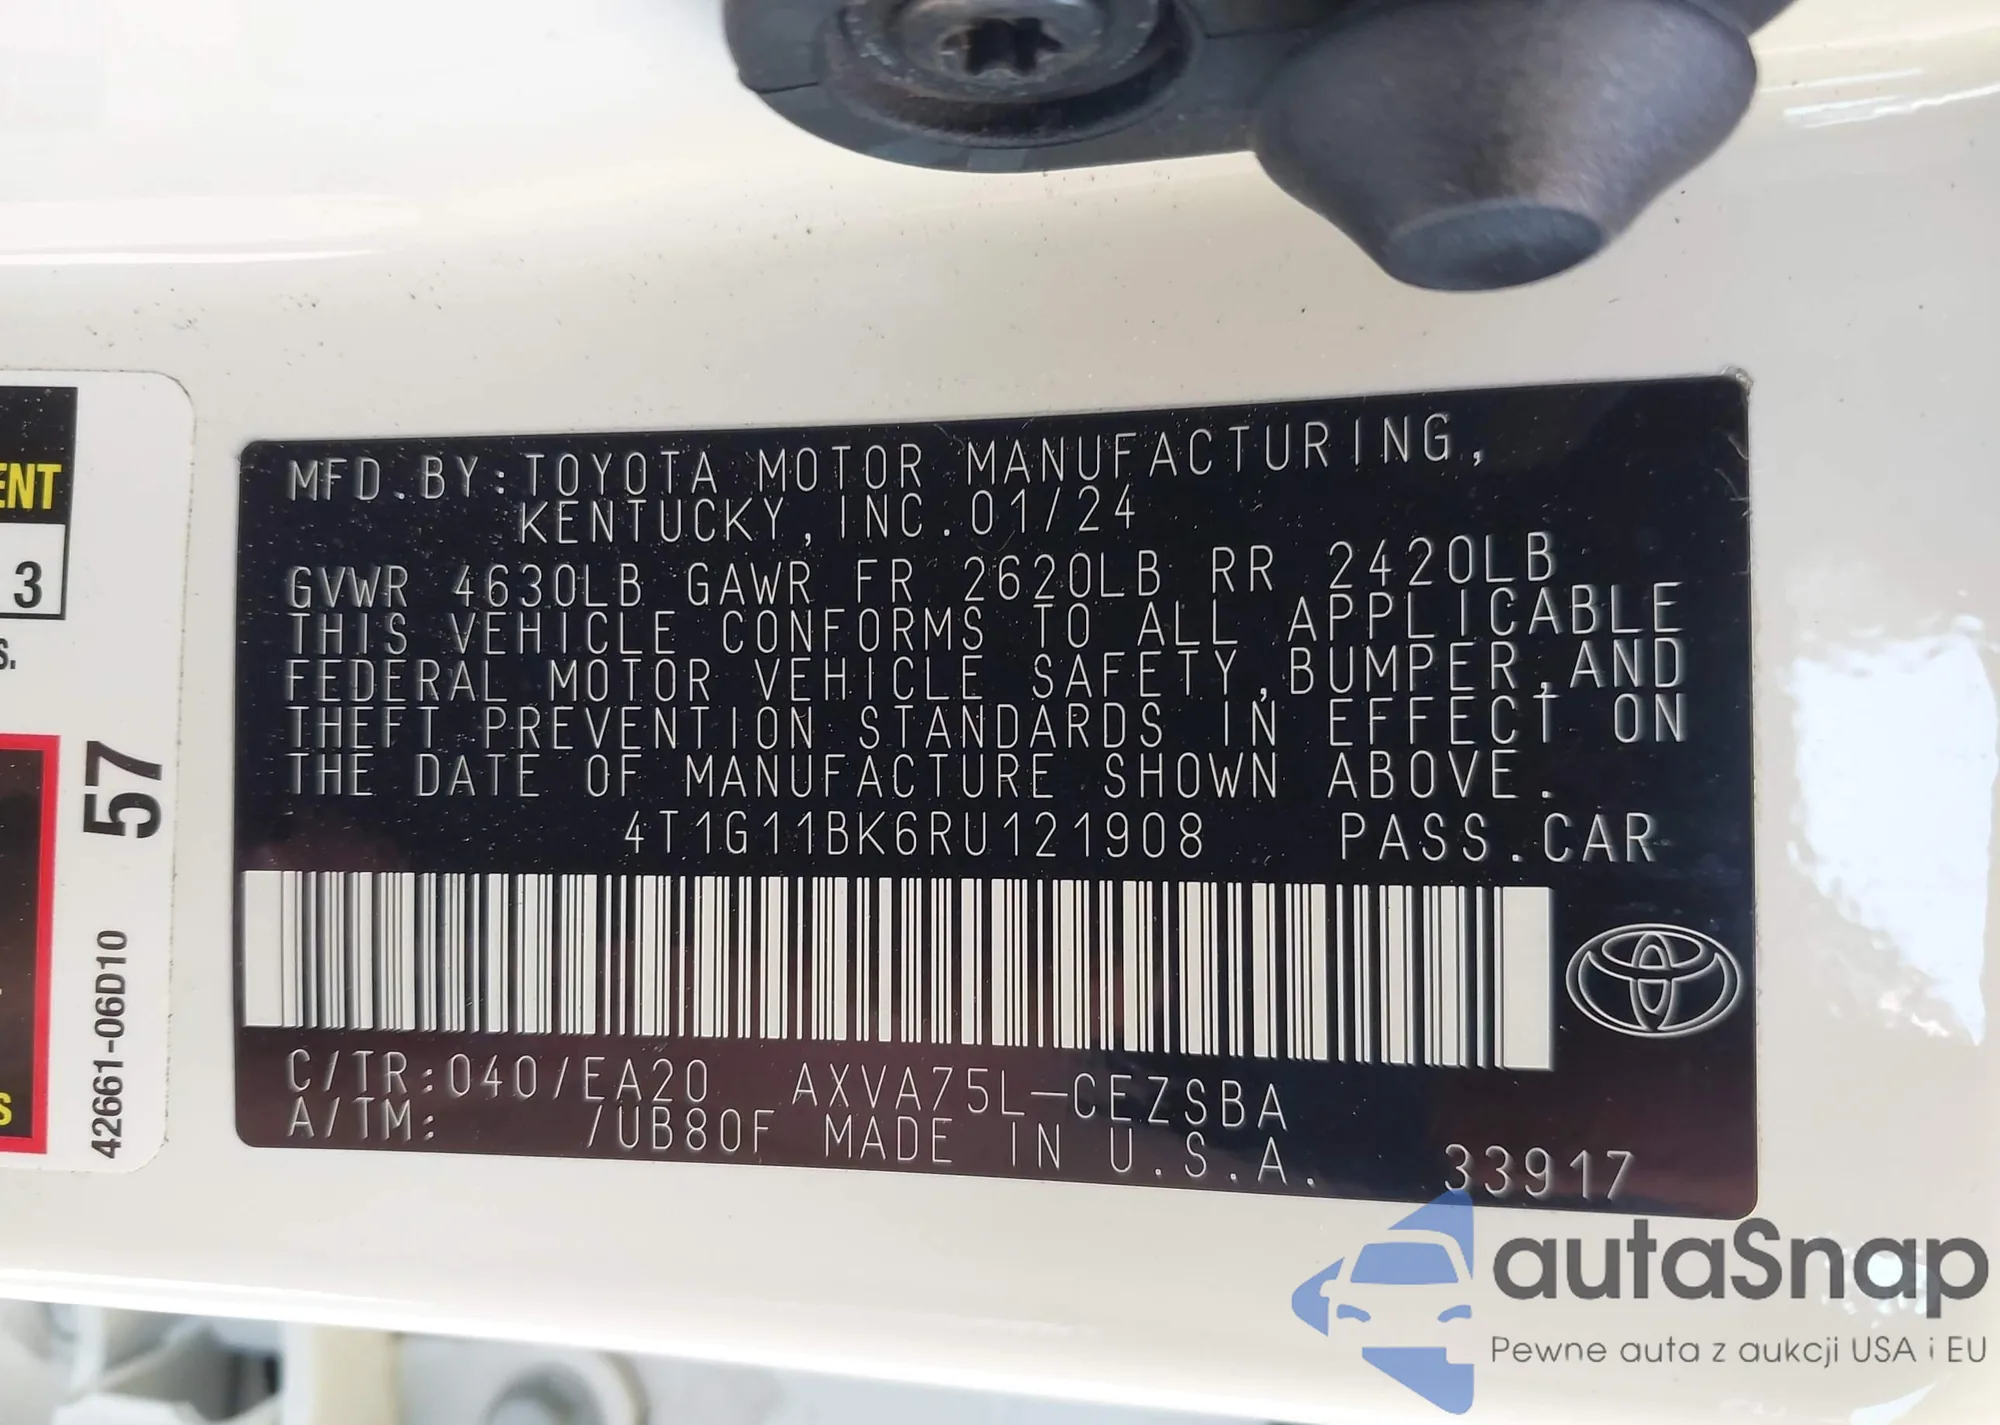 MFD.BY:TOYOTA MOTOR MANUFACTURING,
KENTUCKY, INC.01/24
GVWR 4630LB GAWR FR 2620LB RR 2420LB
THIS VEHICLE CONFORMS TO ALL APPLICABLE
FEDERAL MOTOR VEHICLE SAFETY,BUMPER,AND
THEFT PREVENTION STANDARDS IN EFFECT ON
THE DATE OF MANUFACTURE SHOWN ABOVE.
4T1G11BK6RU121908 PASS.CAR
C/TR:040/EA20 AXVA75L-CEZSBA
A/TM: /UB80F MADE IN U.S.A. 33917
3
57
42661-06D10
autaSnap
Pewne auta z aukcji USA i EU